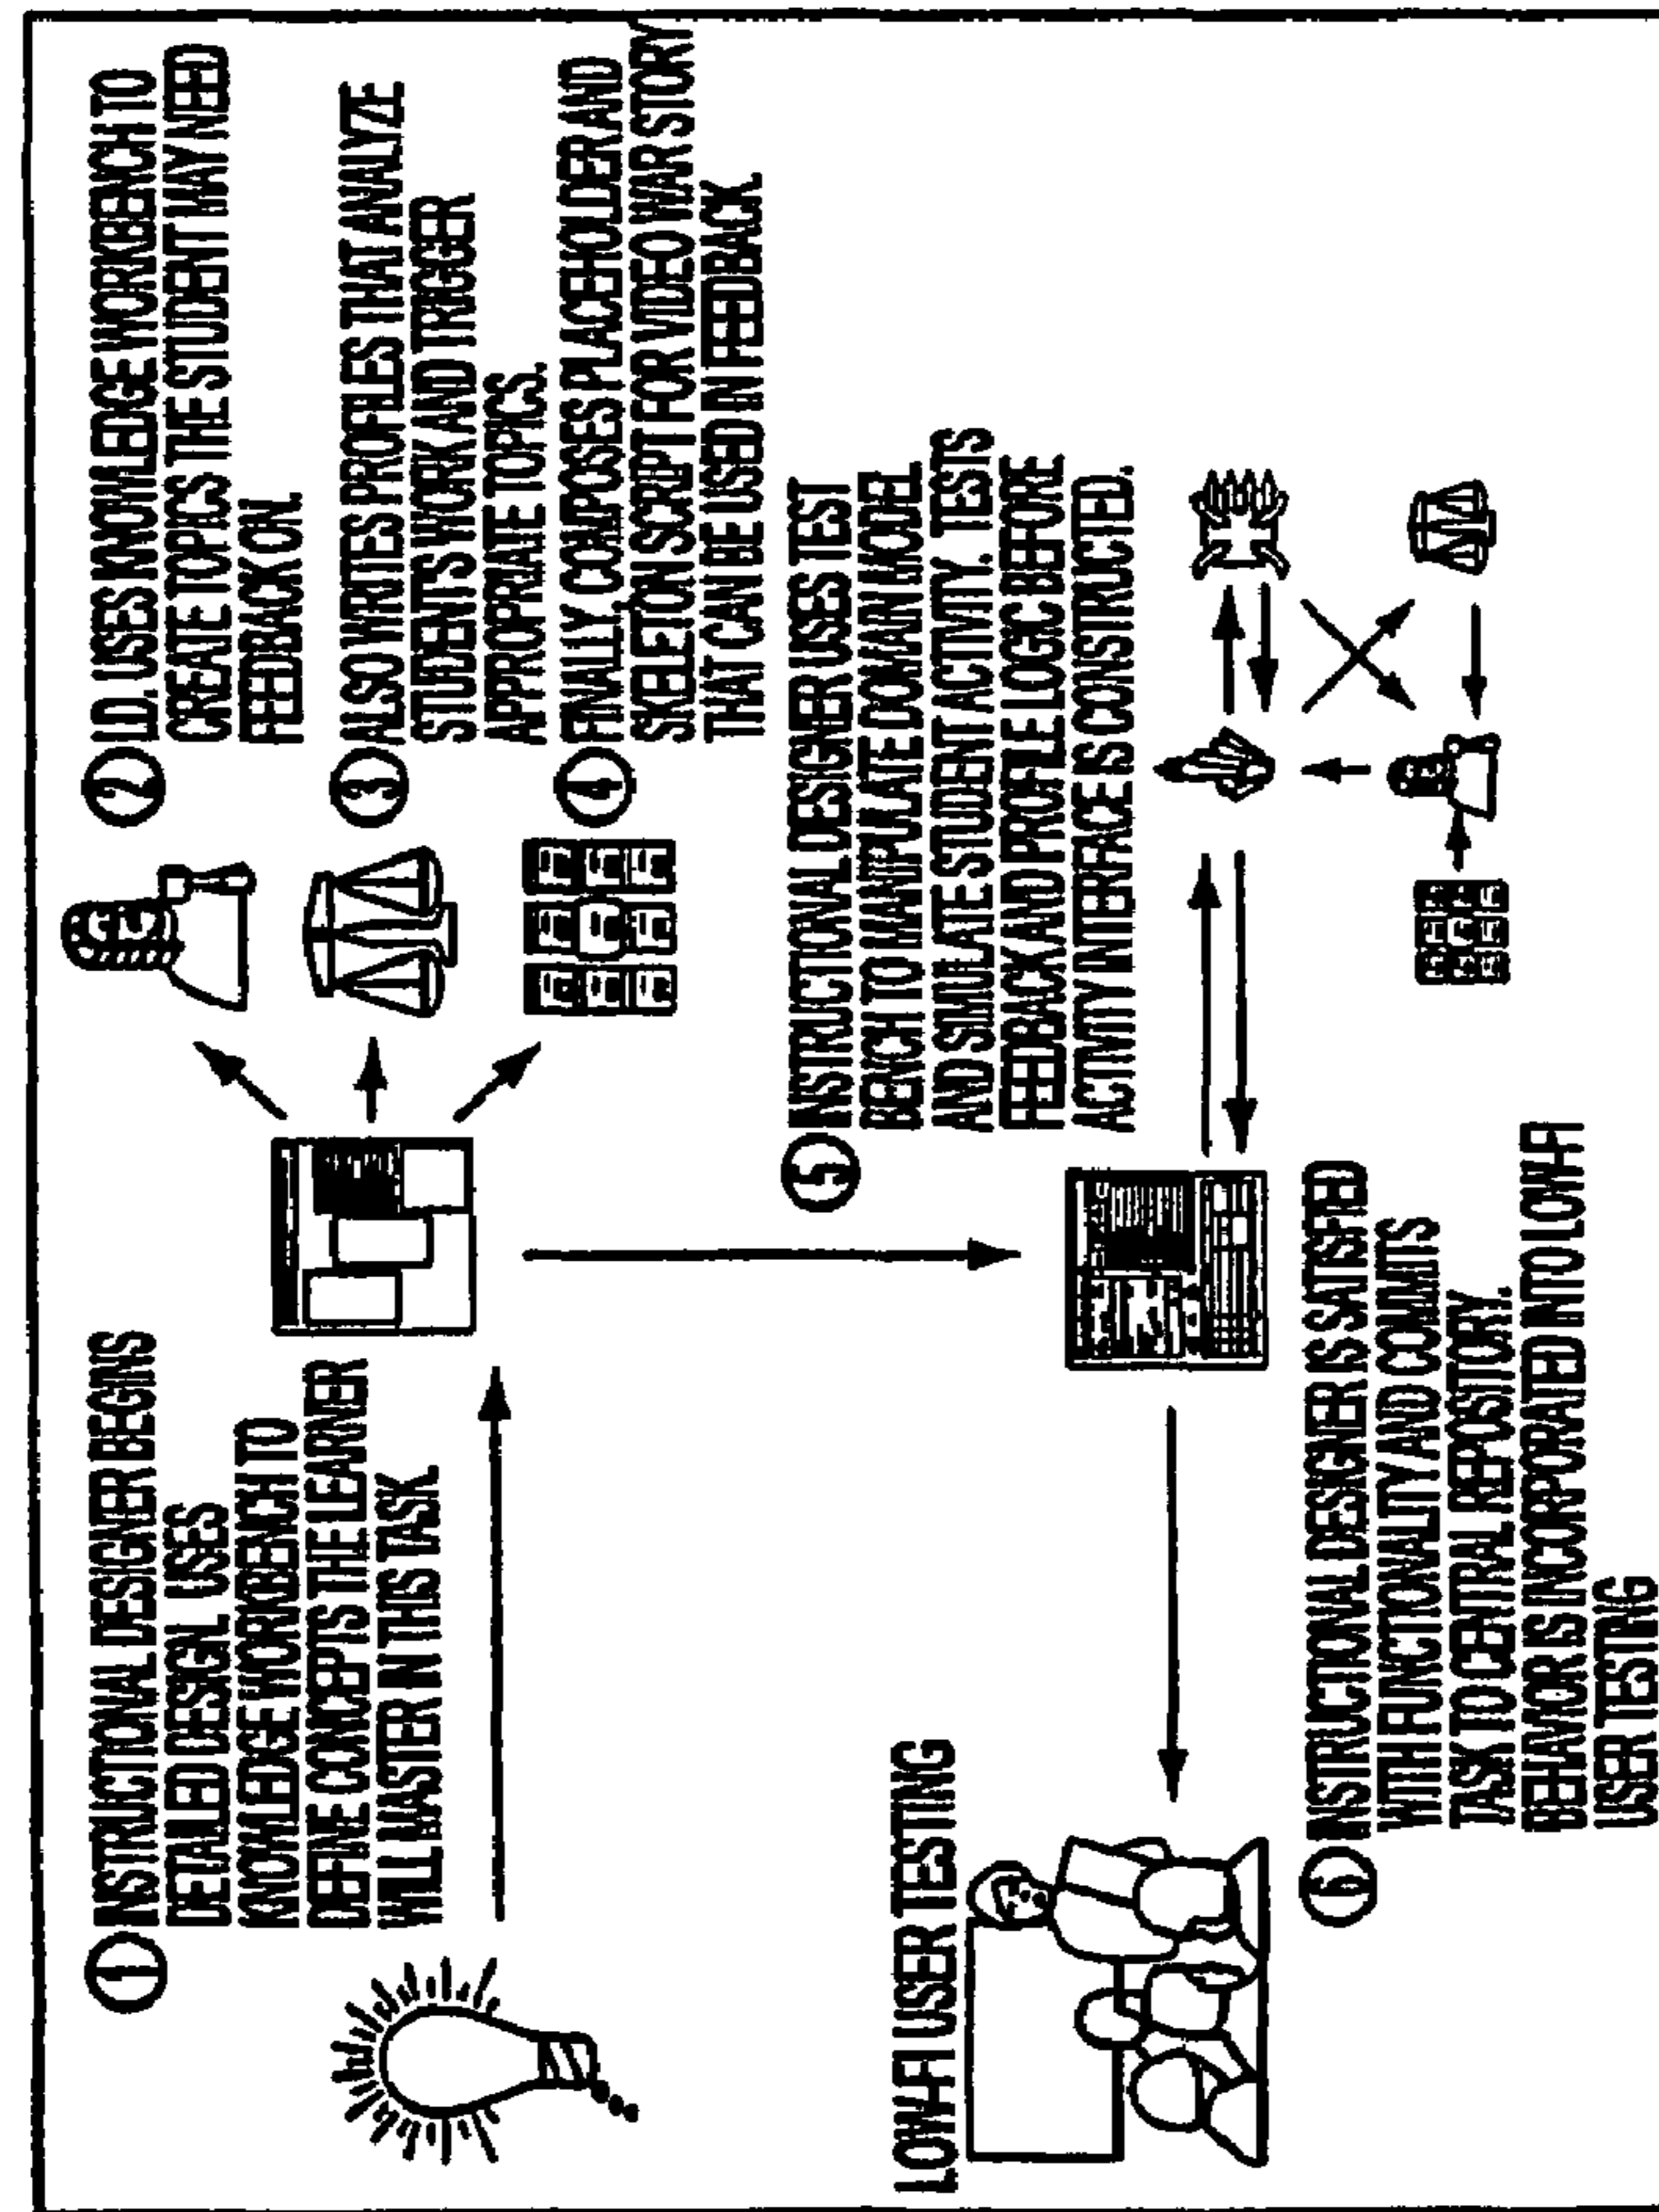 1 INSTRUCTIONAL DESIGNER BEGINS
DETAILED DESIGN. USES
KNOWLEDGE WORKBENCH TO
DEFINE CONCEPTS THE LEARNER
WILL MASTER IN THIS TASK.
2 I.D. USES KNOWLEDGE WORKBENCH TO
CREATE TOPICS THE STUDENT MAY NEED
FEEDBACK ON.
3 ALSO WRITES PROFILES THAT ANALYZE
STUDENTS WORK AND TRIGGER
APPROPRIATE TOPICS.
4 FINALLY, COMPOSES PLACEHOLDER AND
SKELETON SCRIPT FOR VIDEO WAR STORY
THAT CAN BE USED IN FEEDBACK.
5 INSTRUCTIONAL DESIGNER USES TEST
BENCH TO MANIPULATE DOMAIN MODEL
AND SIMULATE STUDENT ACTIVITY. TESTS
FEEDBACK AND PROFILE LOGIC BEFORE
ACTIVITY INTERFACE IS CONSTRUCTED.
LOW-FI USER TESTING
6 INSTRUCTIONAL DESIGNER IS SATISFIED
WITH FUNCTIONALITY AND COMMITS
TASK TO CENTRAL REPOSITORY.
BEHAVIOR IS INCORPORATED INTO LOW-FI
USER TESTING